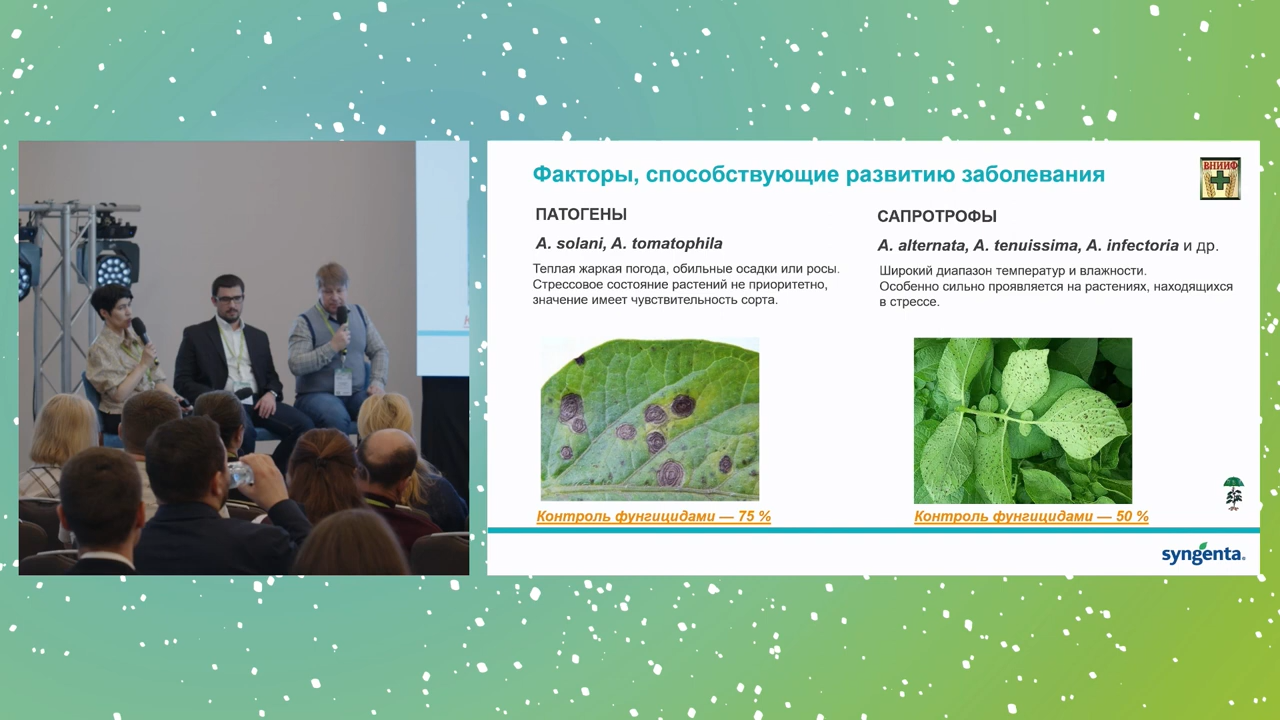 Факторы, способствующие развитию заболевания
ВНИИФ
ПАТОГЕНЫ
A. solani, A. tomatophila
Теплая жаркая погода, обильные осадки или росы.
Стрессовое состояние растений не приоритетно,
значение имеет чувствительность сорта.
Контроль фунгицидами — 75 %
САПРОТРОФЫ
A. alternata, A. tenuissima, A. infectoria и др.
Широкий диапазон температур и влажности.
Особенно сильно проявляется на растениях, находящихся
в стрессе.
Контроль фунгицидами — 50 %
syngenta.